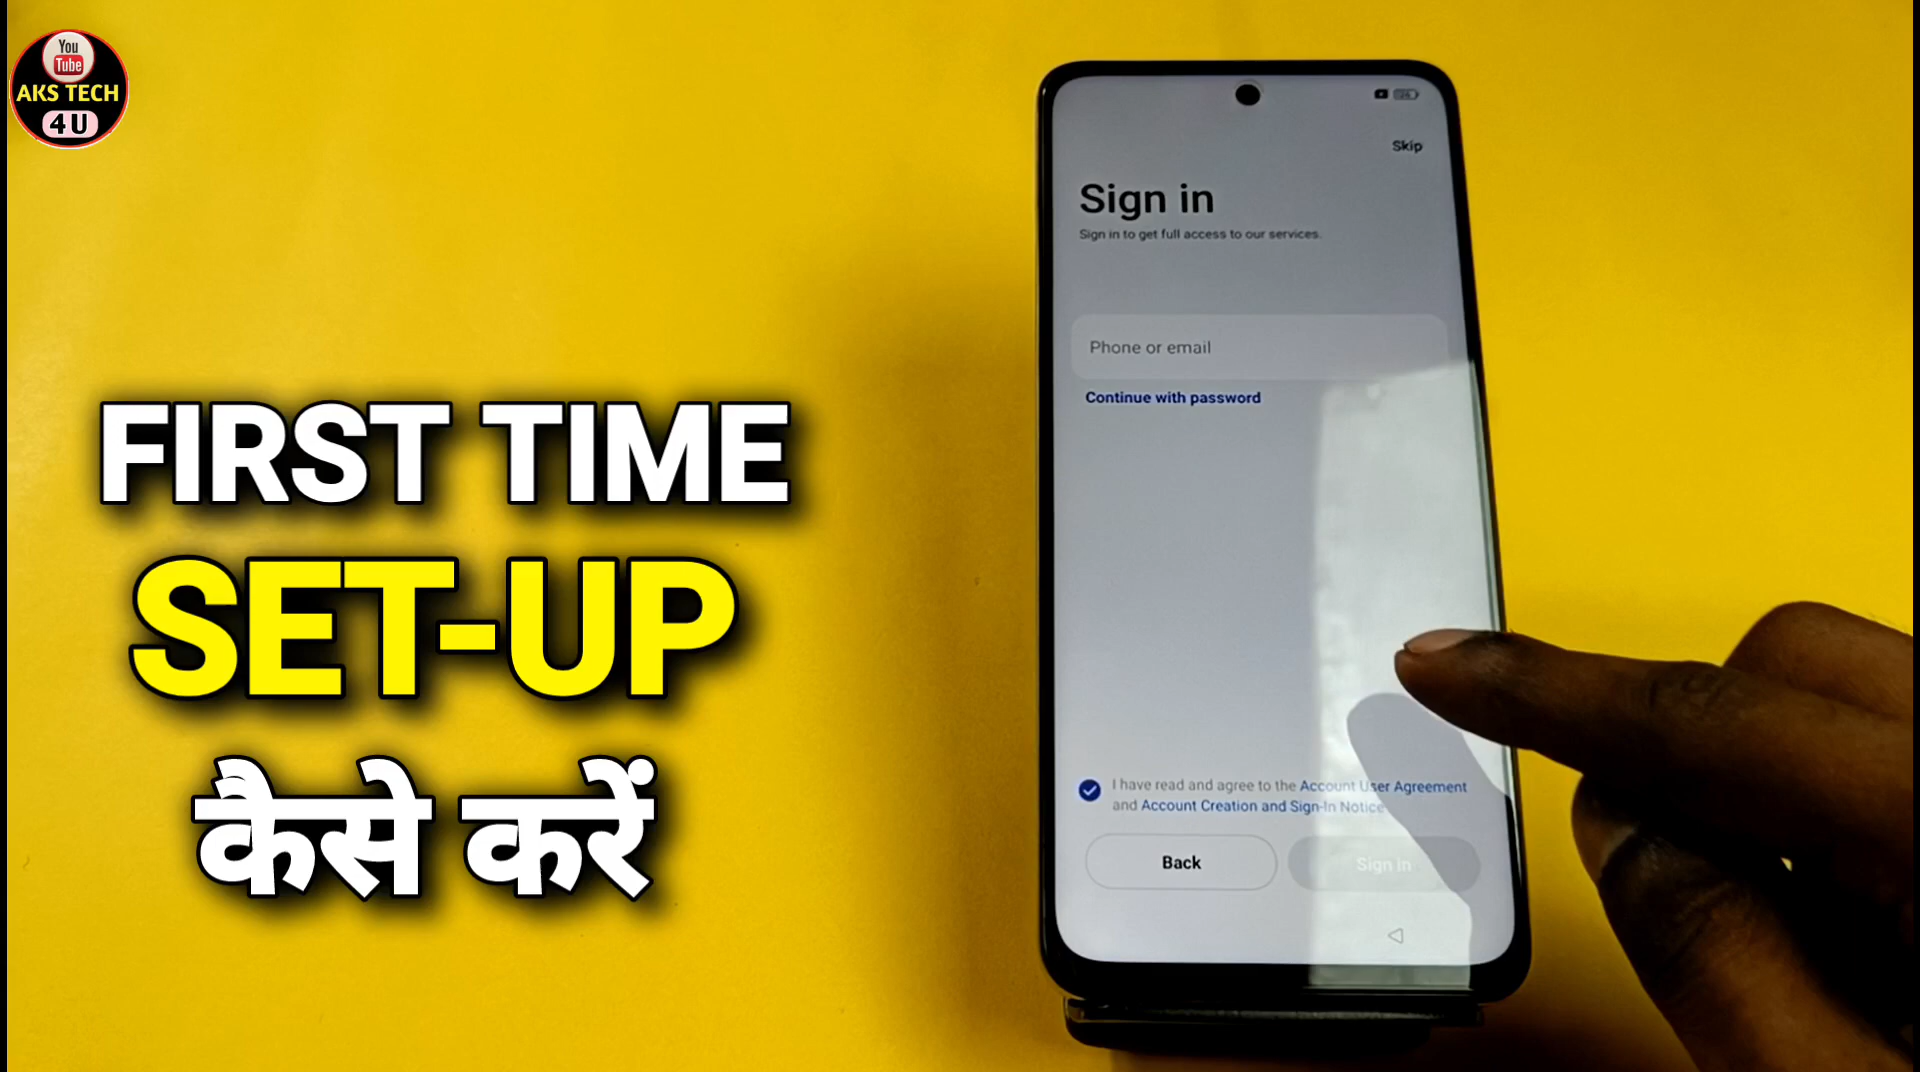 You
Tube
AKS TECH
4U
FIRST TIME
SET-UP
कैसे करें
Skip
Sign in
Sign in to get full access to our services.
Phone or email
Continue with password
I have read and agree to the Account User Agreement
and Account Creation and Sign-In Notice
Back
Sign in